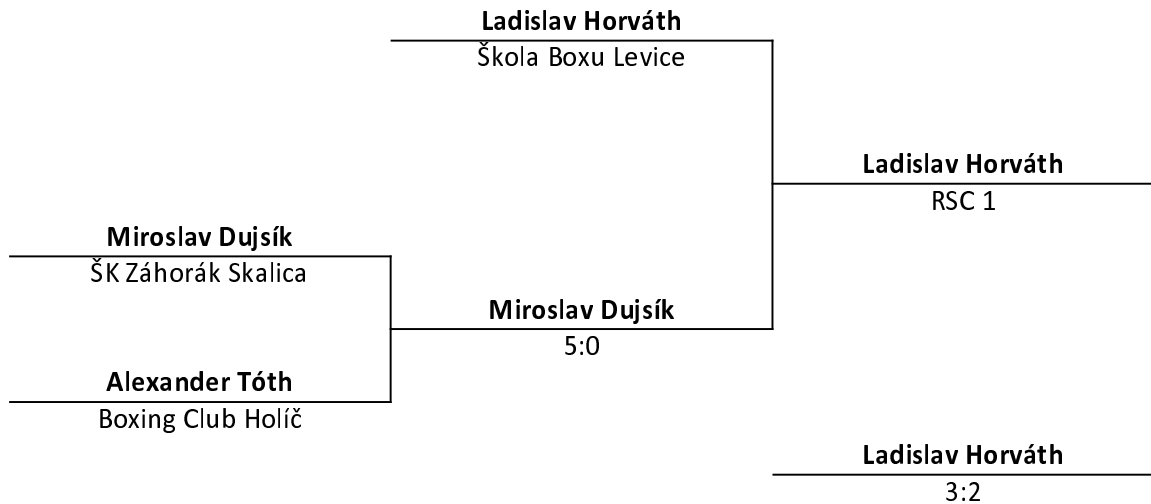 Ladislav Horváth
Škola Boxu Levice
Ladislav Horváth
RSC 1
Miroslav Dujsík
ŠK Záhorák Skalica
Miroslav Dujsík
5:0
Alexander Tóth
Boxing Club Holíč
Ladislav Horváth
3:2